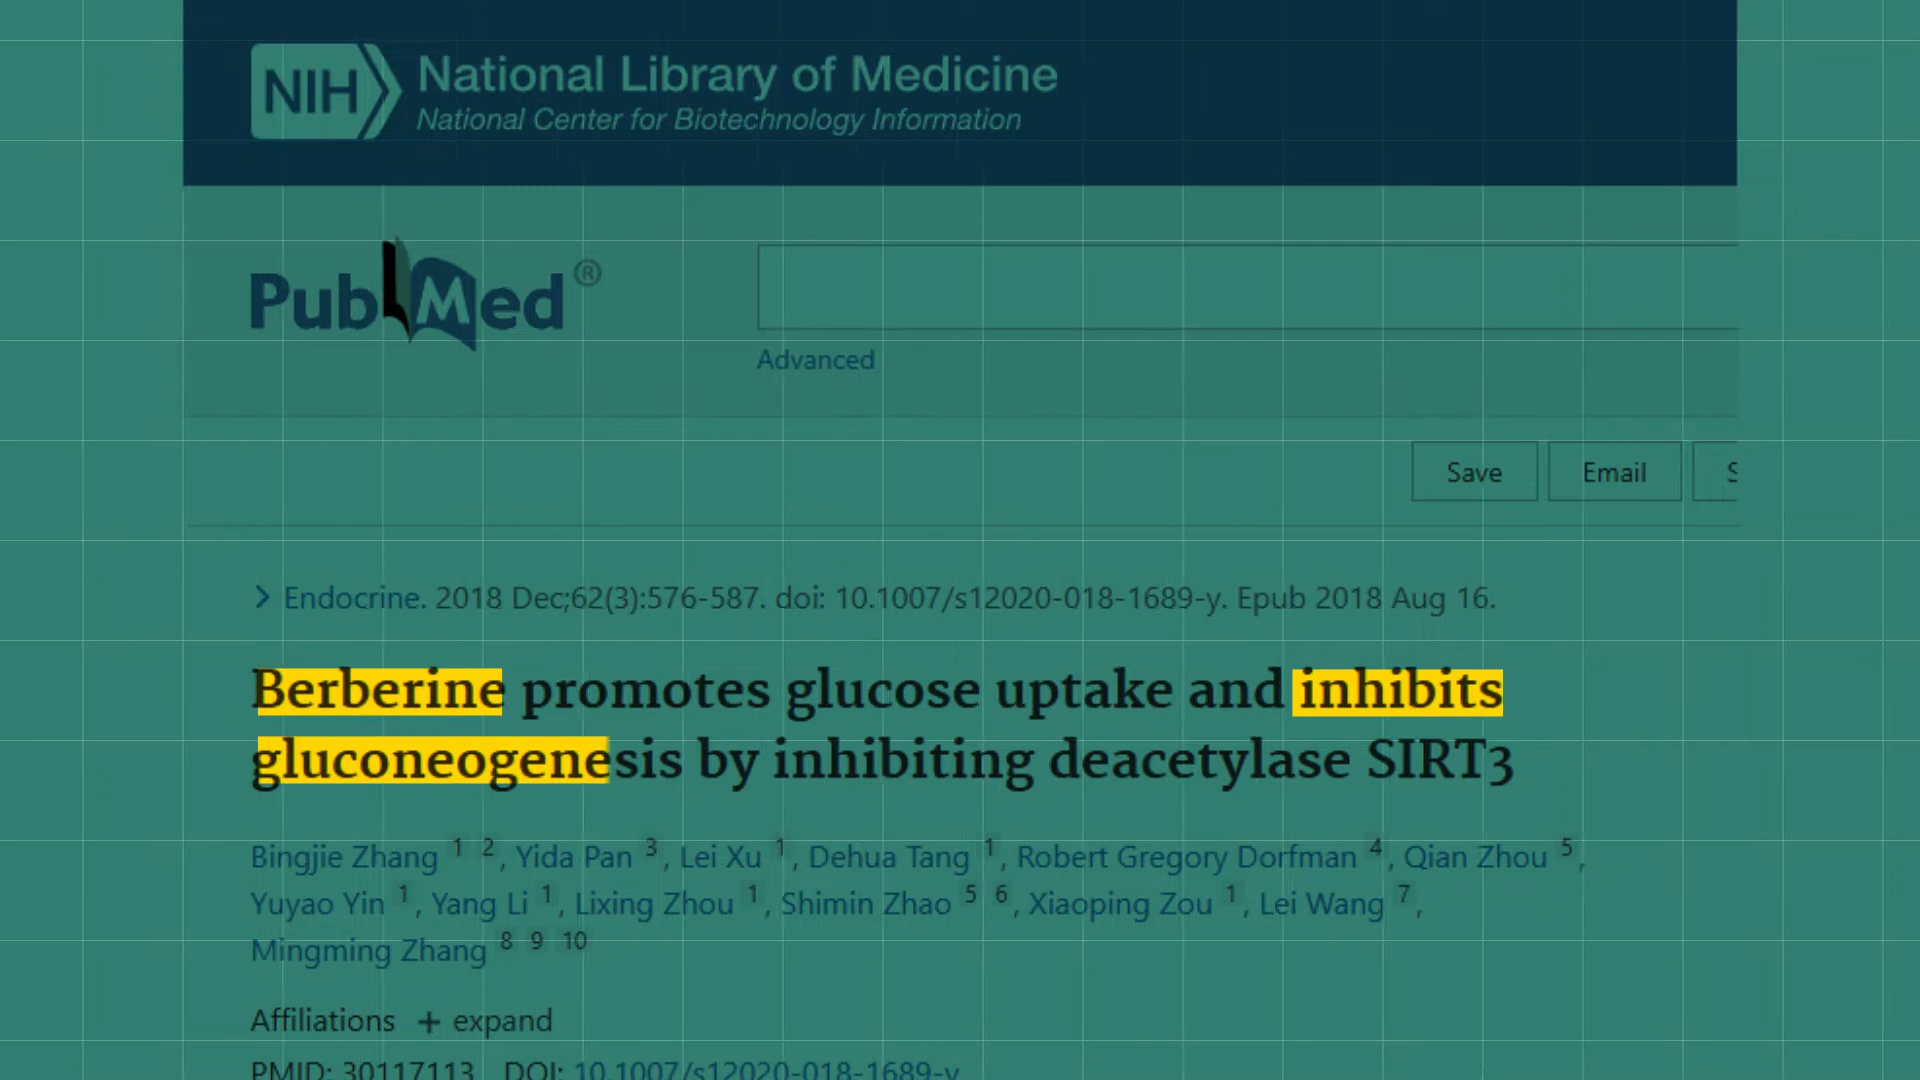 NIH National Library of Medicine
National Center for Biotechnology Information
PubMed®
Advanced
Save Email
Endocrine. 2018 Dec;62(3):576-587. doi: 10.1007/s12020-018-1689-y. Epub 2018 Aug 16.
Berberine promotes glucose uptake and inhibits
gluconeogenesis by inhibiting deacetylase SIRT3
Bingjie Zhang 1 2, Yida Pan 3, Lei Xu 1, Dehua Tang 1, Robert Gregory Dorfman 4, Qian Zhou 5,
Yuyao Yin 1, Yang Li 1, Lixing Zhou 1, Shimin Zhao 5 6, Xiaoping Zou 1, Lei Wang 7,
Mingming Zhang 8 9 10
Affiliations + expand
PMID: 30117113 DOI: 10.1007/s12020-018-1689-y